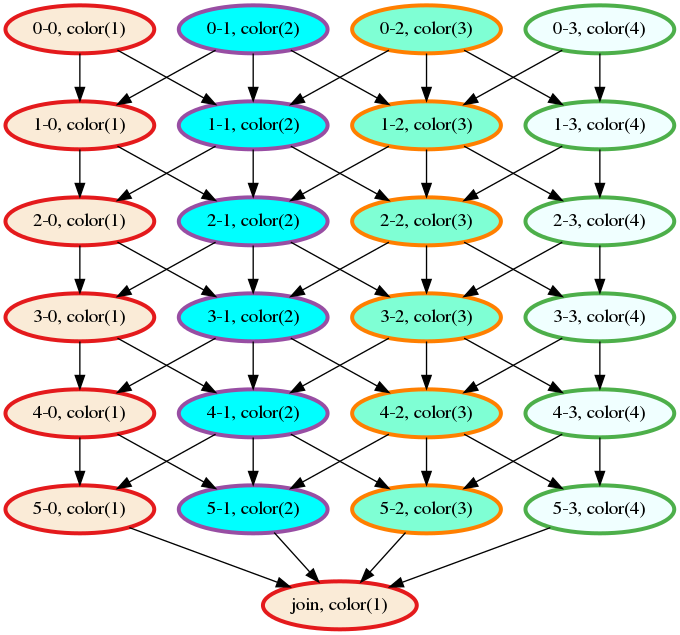 0-0, color(1)
0-1, color(2)
0-2, color(3)
0-3, color(4)
1-0, color(1)
1-1, color(2)
1-2, color(3)
1-3, color(4)
2-0, color(1)
2-1, color(2)
2-2, color(3)
2-3, color(4)
3-0, color(1)
3-1, color(2)
3-2, color(3)
3-3, color(4)
4-0, color(1)
4-1, color(2)
4-2, color(3)
4-3, color(4)
5-0, color(1)
5-1, color(2)
5-2, color(3)
5-3, color(4)
join, color(1)